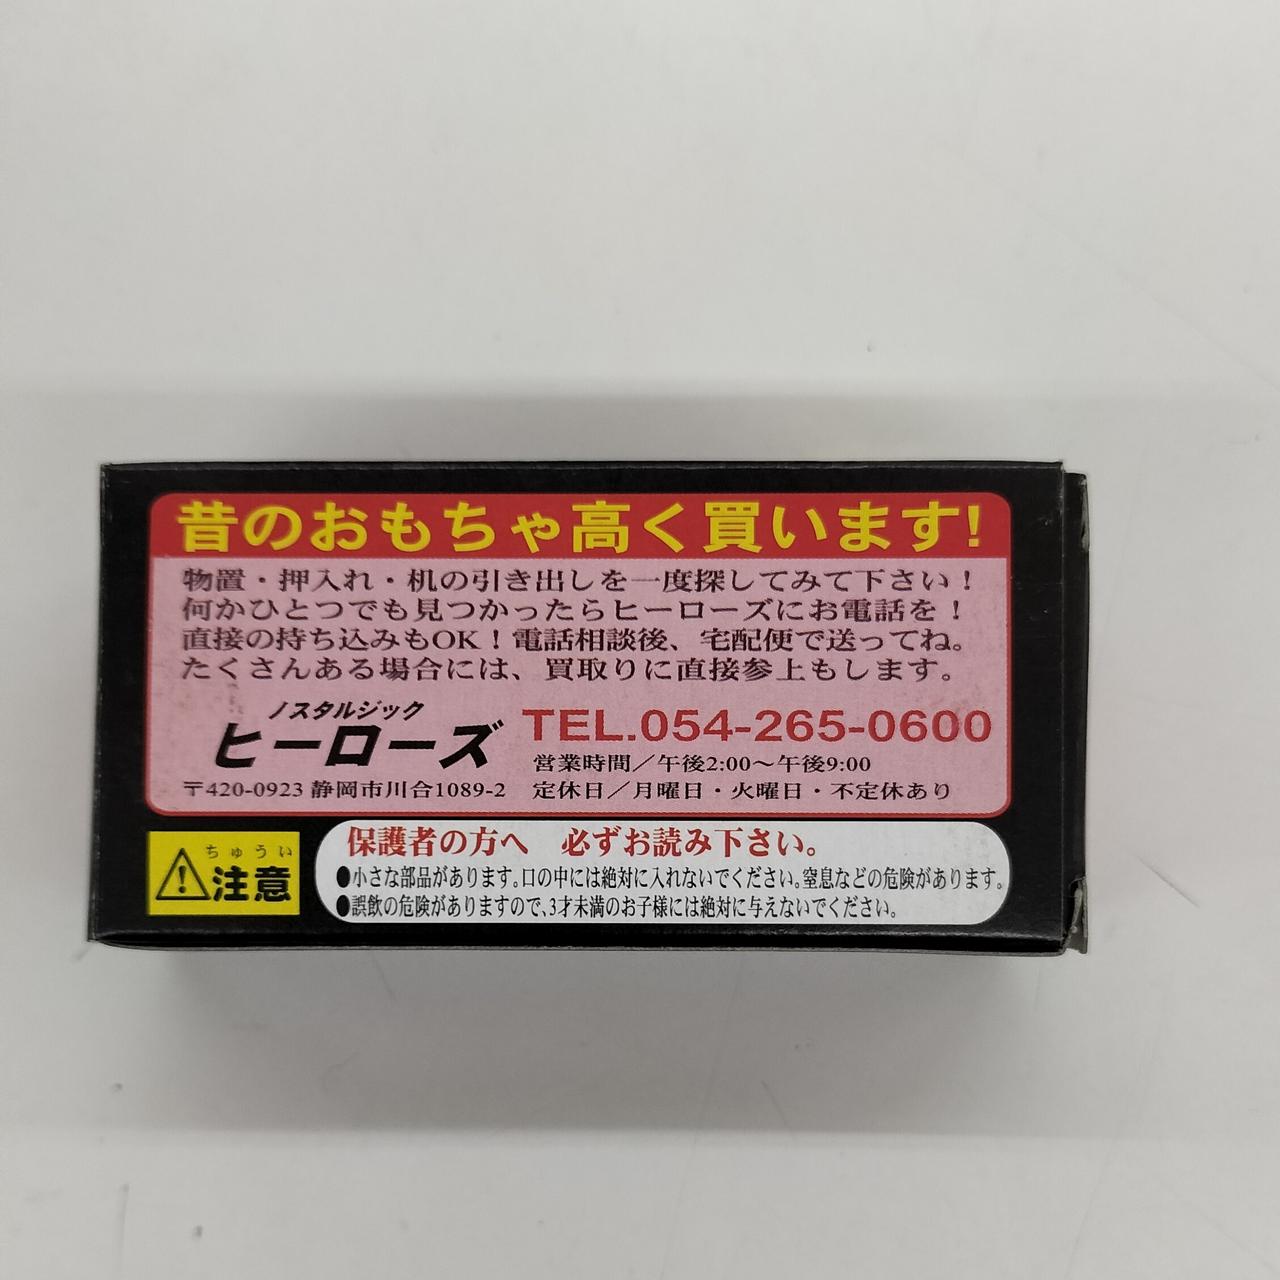 昔のおもちゃ高く買います!
物置・押入れ・机の引き出しを一度探してみて下さい!
何かひとつでも見つかったらヒーローズにお電話を!
直接の持ち込みもOK!電話相談後、宅配便で送ってね。
たくさんある場合には、買取りに直接参上もします。
ノスタルジック
ヒーローズ
〒420-0923 静岡市川合1089-2
TEL.054-265-0600
営業時間/午後2:00〜午後9:00
定休日/月曜日・火曜日・不定休あり
ちゅうい
注意
保護者の方へ 必ずお読み下さい。
●小さな部品があります。口の中には絶対に入れないでください。窒息などの危険があります。
●誤飲の危険がありますので、3才未満のお子様には絶対に与えないでください。